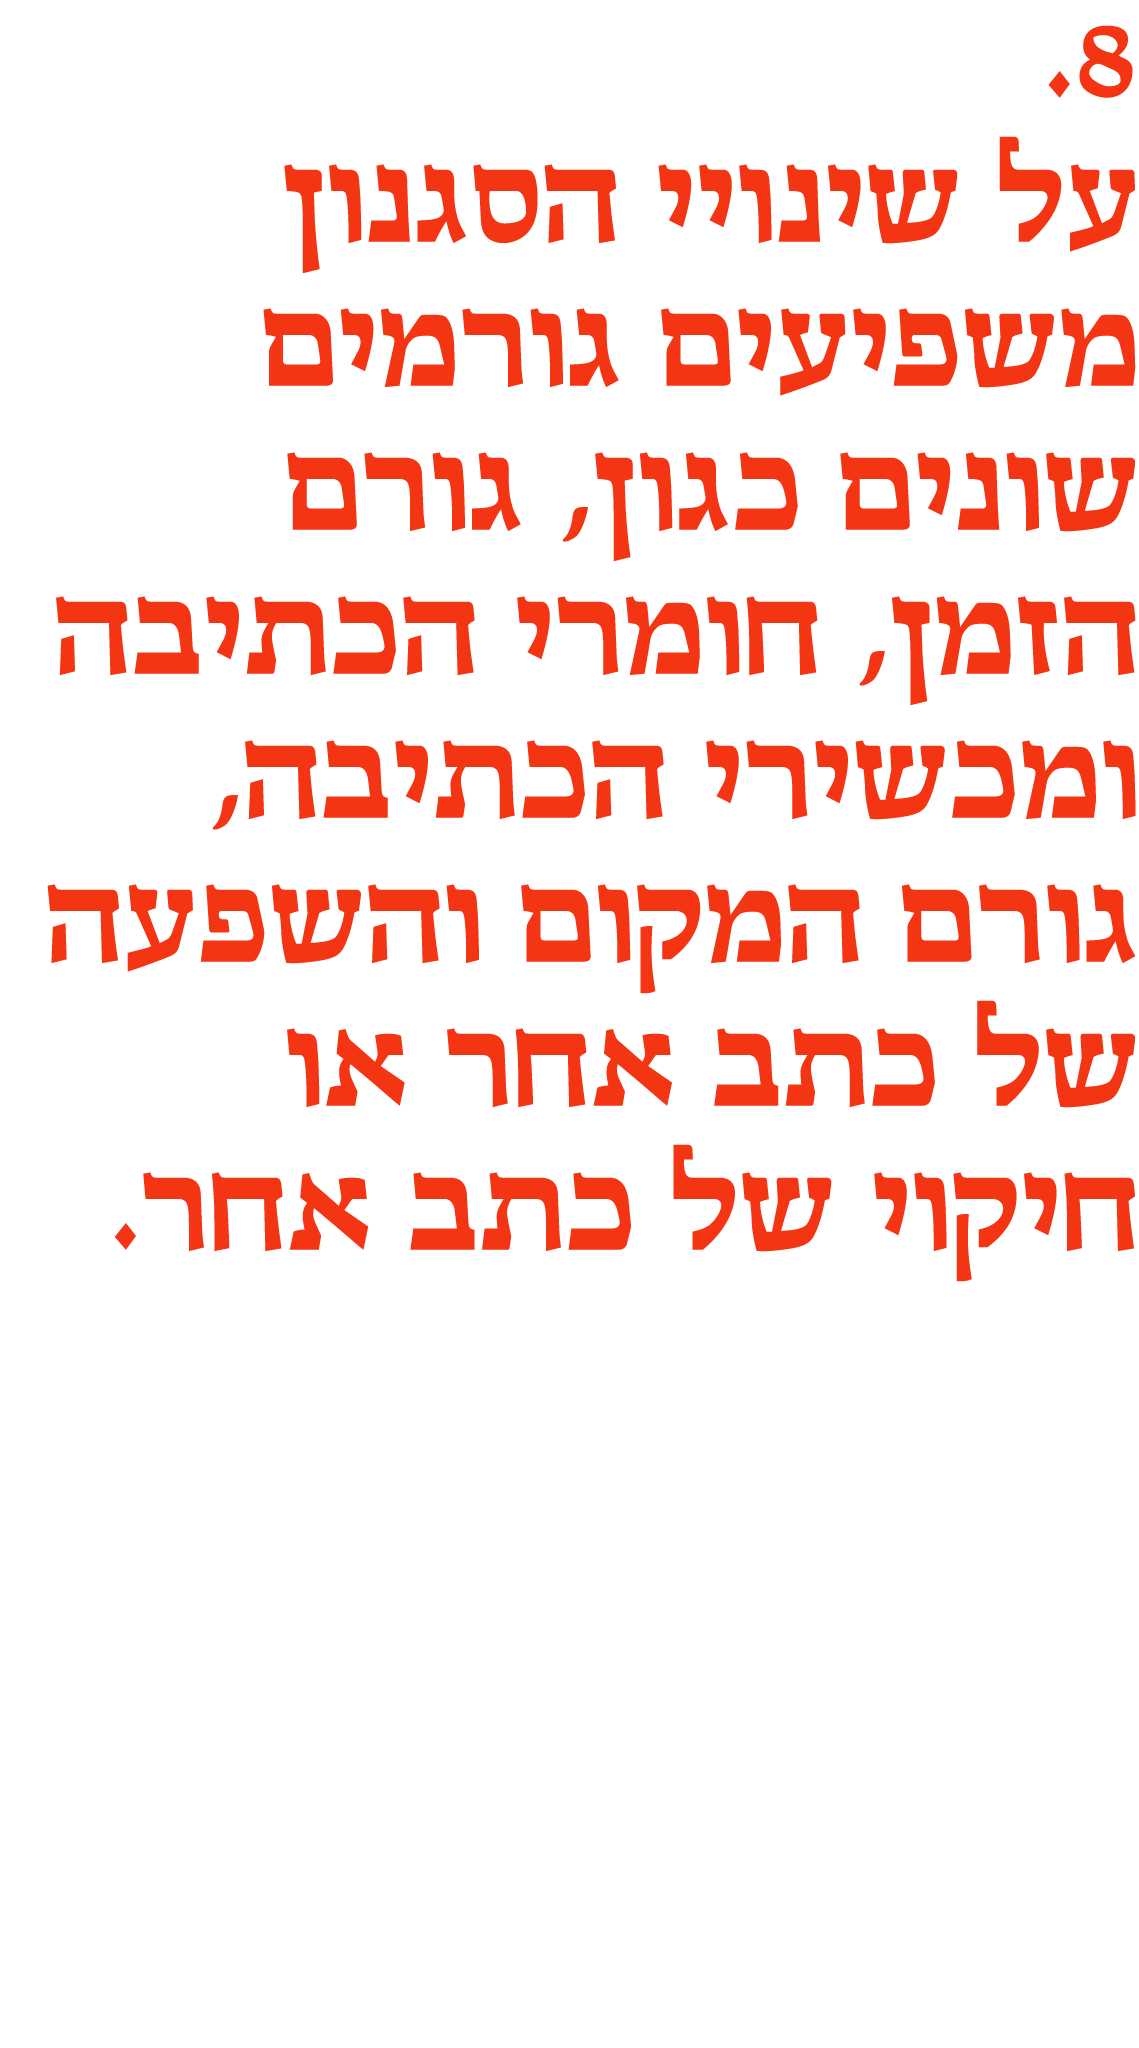 8.
על שינויי הסגנון
משפיעים גורמים
שונים כגון, גורם
הזמן, חומרי הכתיבה
ומכשירי הכתיבה,
גורם המקום והשפעה
של כתב אחר או
חיקוי של כתב אחר.